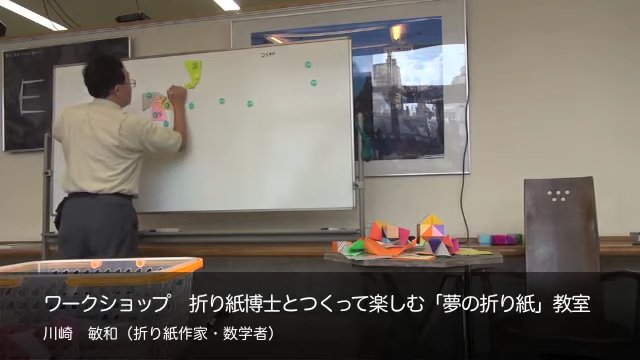 ワークショップ　折り紙博士とつくって楽しむ「夢の折り紙」教室
川崎　敏和（折り紙作家・数学者）